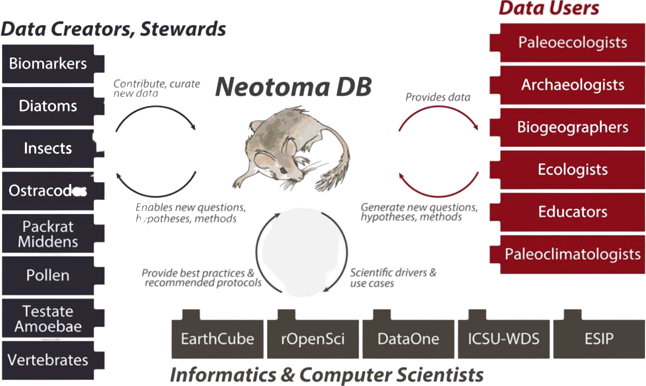 Data Users
Data Creators, Stewards
Biomarkers
Diatoms
Insects
Ostracodes
Packrat
Middens
Pollen
Testate
Amoebae
Vertebrates
Contribute, curate
new data
Enables new questions,
hypotheses, methods
Neotoma DB
Provides data
Generate new questions,
hypotheses, methods
Provide best practices &
recommended protocols
Scientific drivers &
use cases
Paleoecologists
Archaeologists
Biogeographers
Ecologists
Educators
Paleoclimatologists
EarthCube
rOpenSci
DataOne
ICSU-WDS
ESIP
Informatics & Computer Scientists